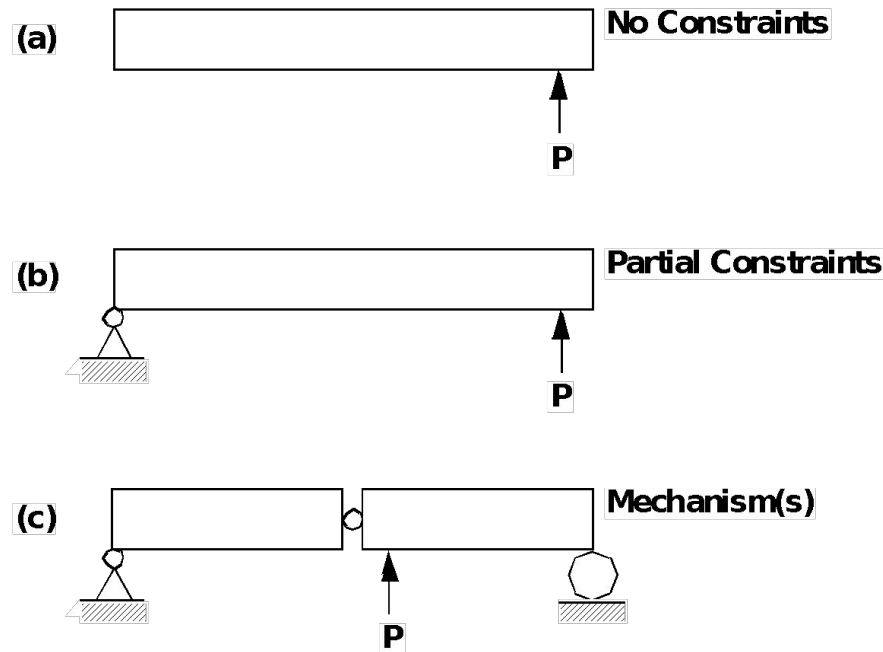 (a)
No Constraints
P
(b)
Partial Constraints
P
(c)
Mechanism(s)
P